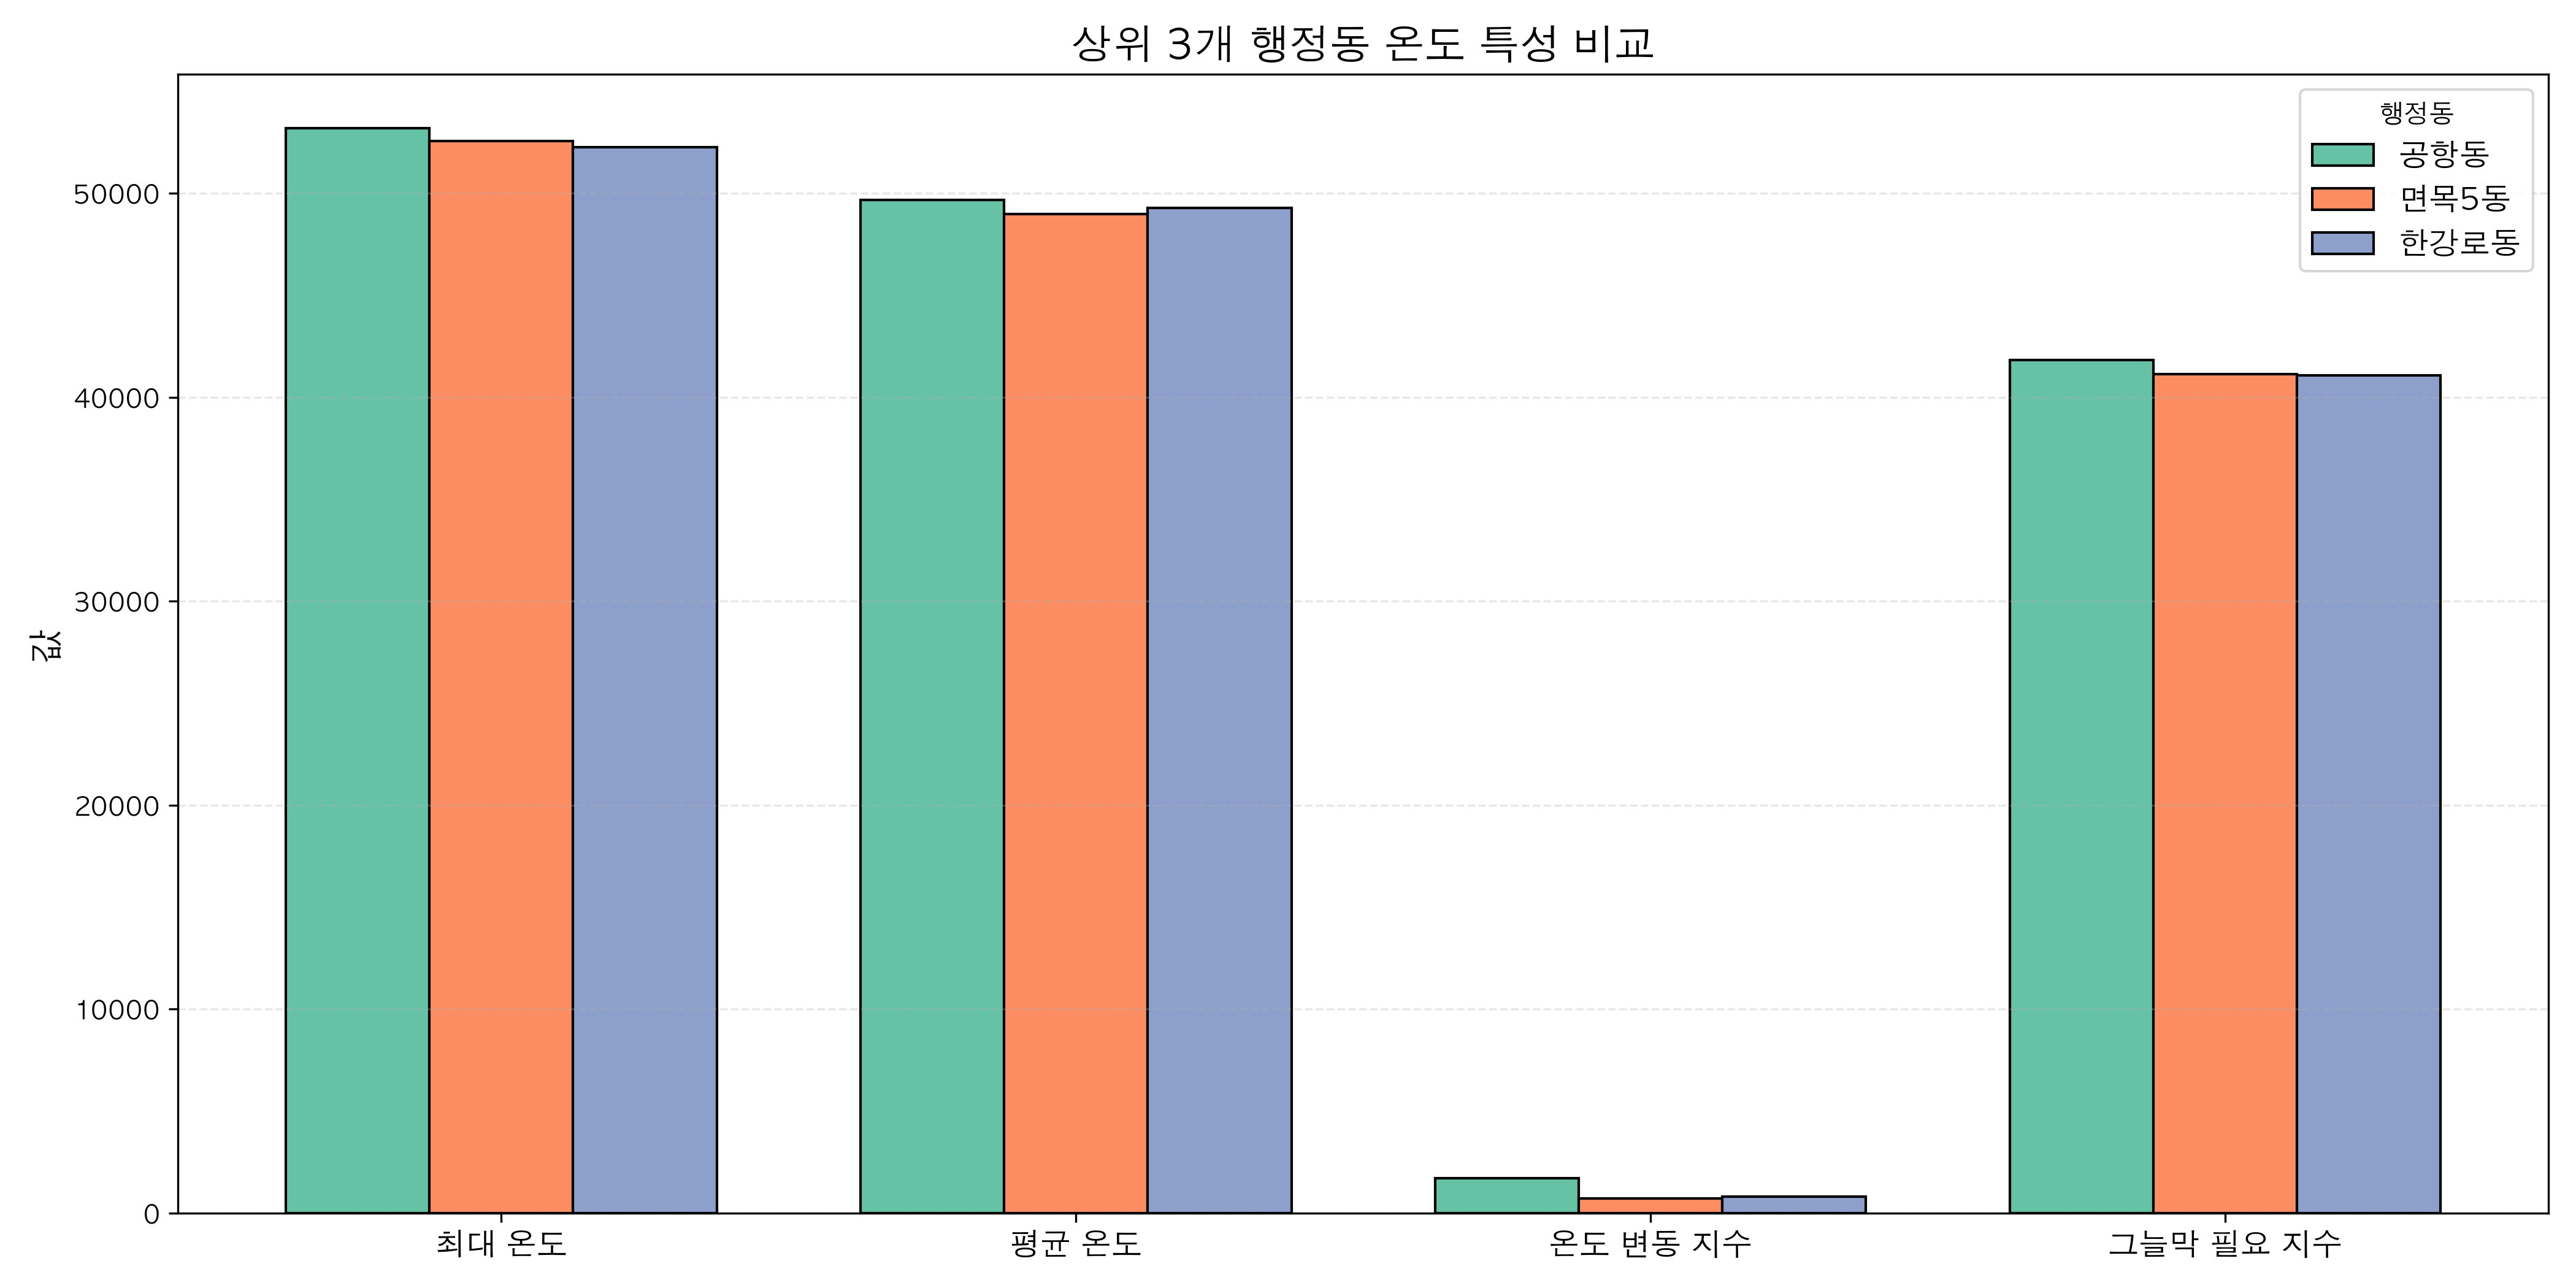 상위 3개 행정동 온도 특성 비교
행정동
공항동
면목5동
한강로동
값
50000
40000
30000
20000
10000
0
최대 온도
평균 온도
온도 변동 지수
그늘막 필요 지수